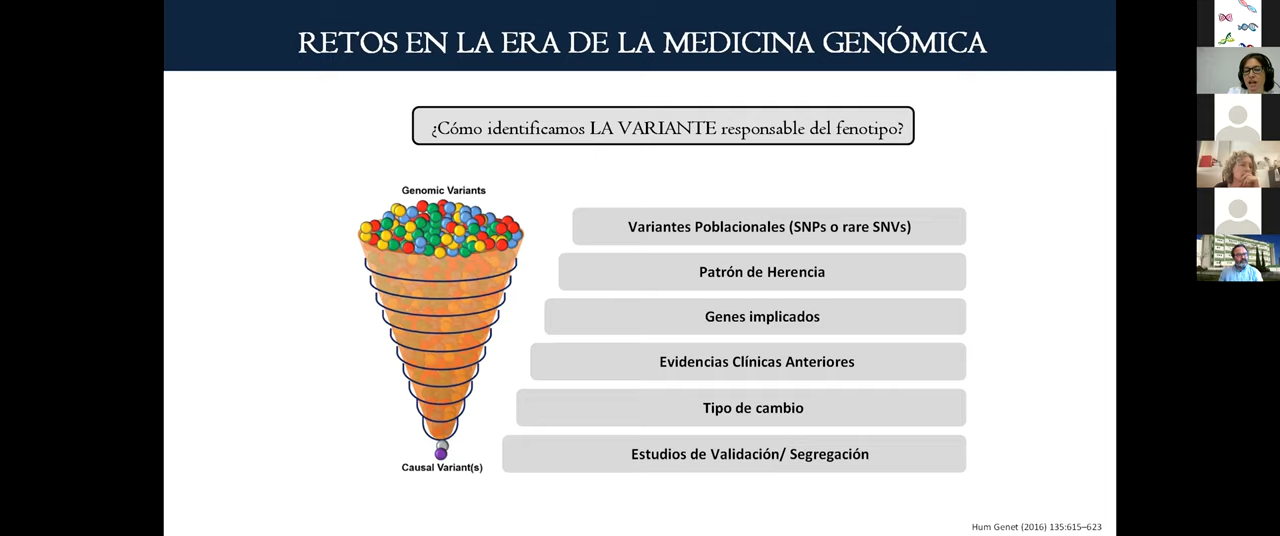 RETOS EN LA ERA DE LA MEDICINA GENÓMICA
¿Cómo identificamos LA VARIANTE responsable del fenotipo?
Genomic Variants
Variantes Poblacionales (SNPs o rare SNVs)
Patrón de Herencia
Genes implicados
Evidencias Clínicas Anteriores
Tipo de cambio
Estudios de Validación/ Segregación
Causal Variant(s)
Hum Genet (2016) 135:615–623